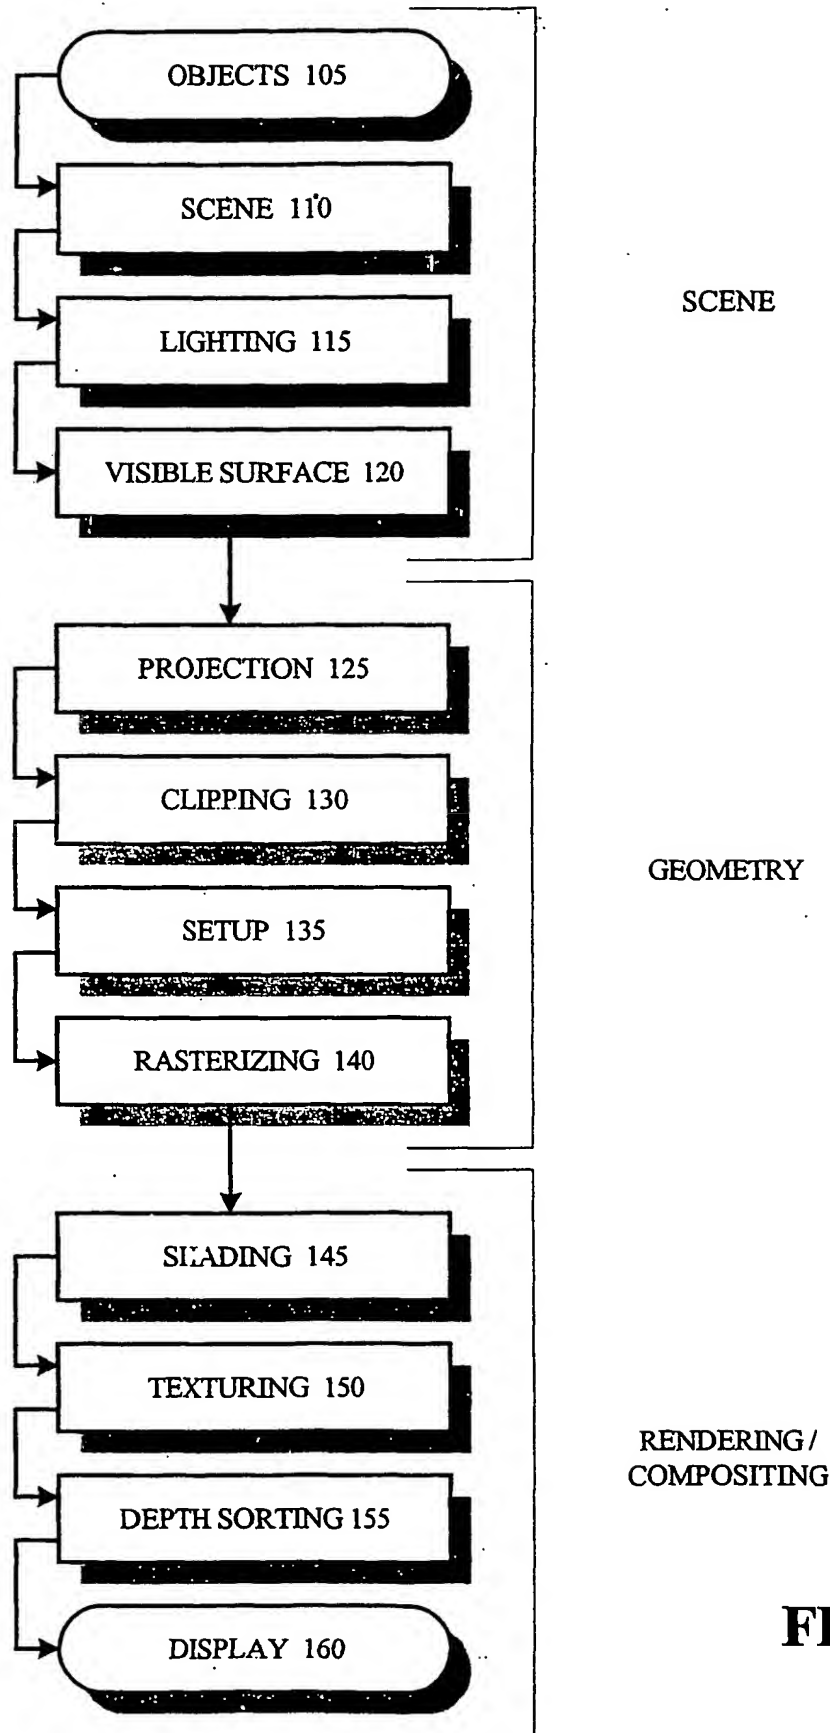 OBJECTS 105
SCENE 110
LIGHTING 115
VISIBLE SURFACE 120
SCENE
PROJECTION 125
CLIPPING 130
SETUP 135
RASTERIZING 140
GEOMETRY
SHADING 145
TEXTURING 150
DEPTH SORTING 155
DISPLAY 160
RENDERING /
COMPOSITING